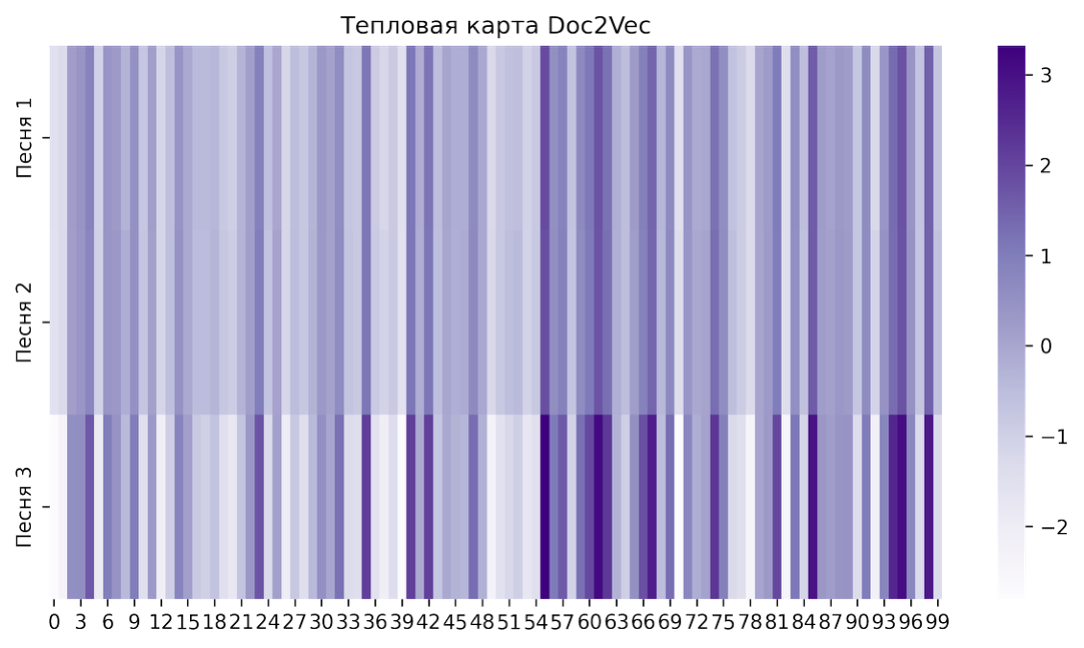 Тепловая карта Doc2Vec
Песня 1
Песня 2
Песня 3
0 3 6 9 12 15 18 21 24 27 30 33 36 39 42 45 48 51 54 57 60 63 66 69 72 75 78 81 84 87 90 93 96 99
3
2
1
0
−1
−2